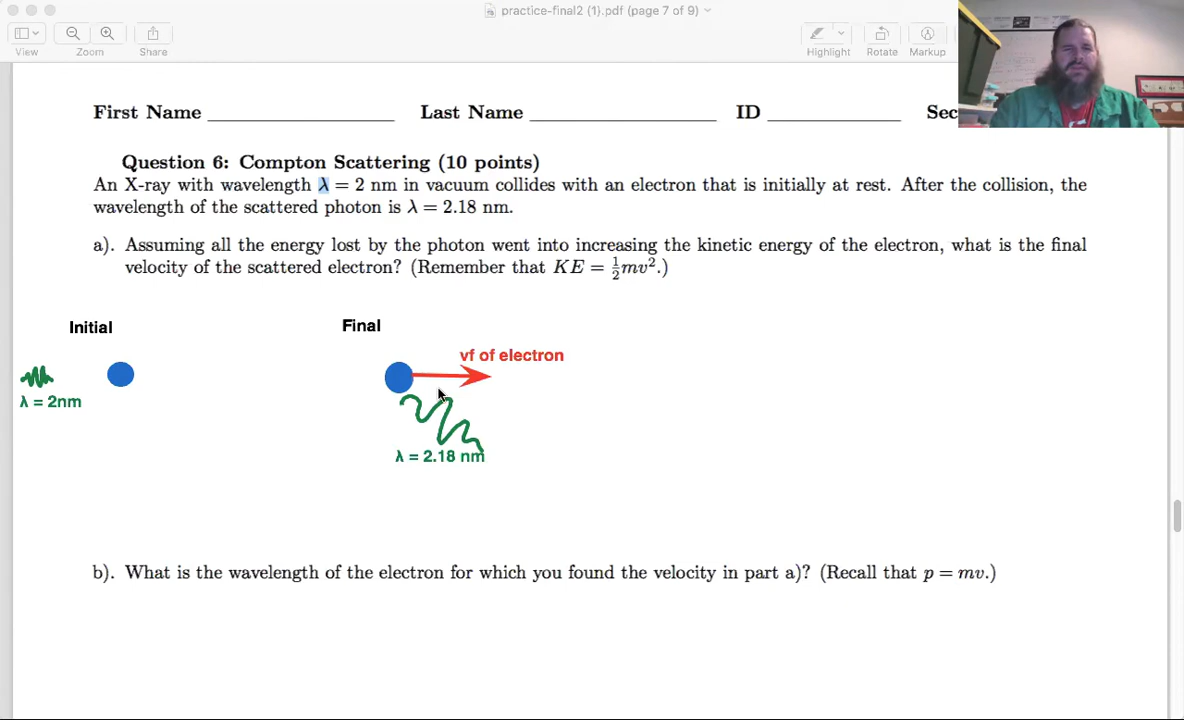 practice-final2 (1).pdf (page 7 of 9)
View Zoom Share Highlight Rotate Markup
First Name Last Name ID Sec
Question 6: Compton Scattering (10 points)
An X-ray with wavelength λ = 2 nm in vacuum collides with an electron that is initially at rest. After the collision, the
wavelength of the scattered photon is λ = 2.18 nm.
a). Assuming all the energy lost by the photon went into increasing the kinetic energy of the electron, what is the final
velocity of the scattered electron? (Remember that KE = ½mv².)
Initial Final
vf of electron
λ = 2nm
λ = 2.18 nm
b). What is the wavelength of the electron for which you found the velocity in part a)? (Recall that p = mv.)